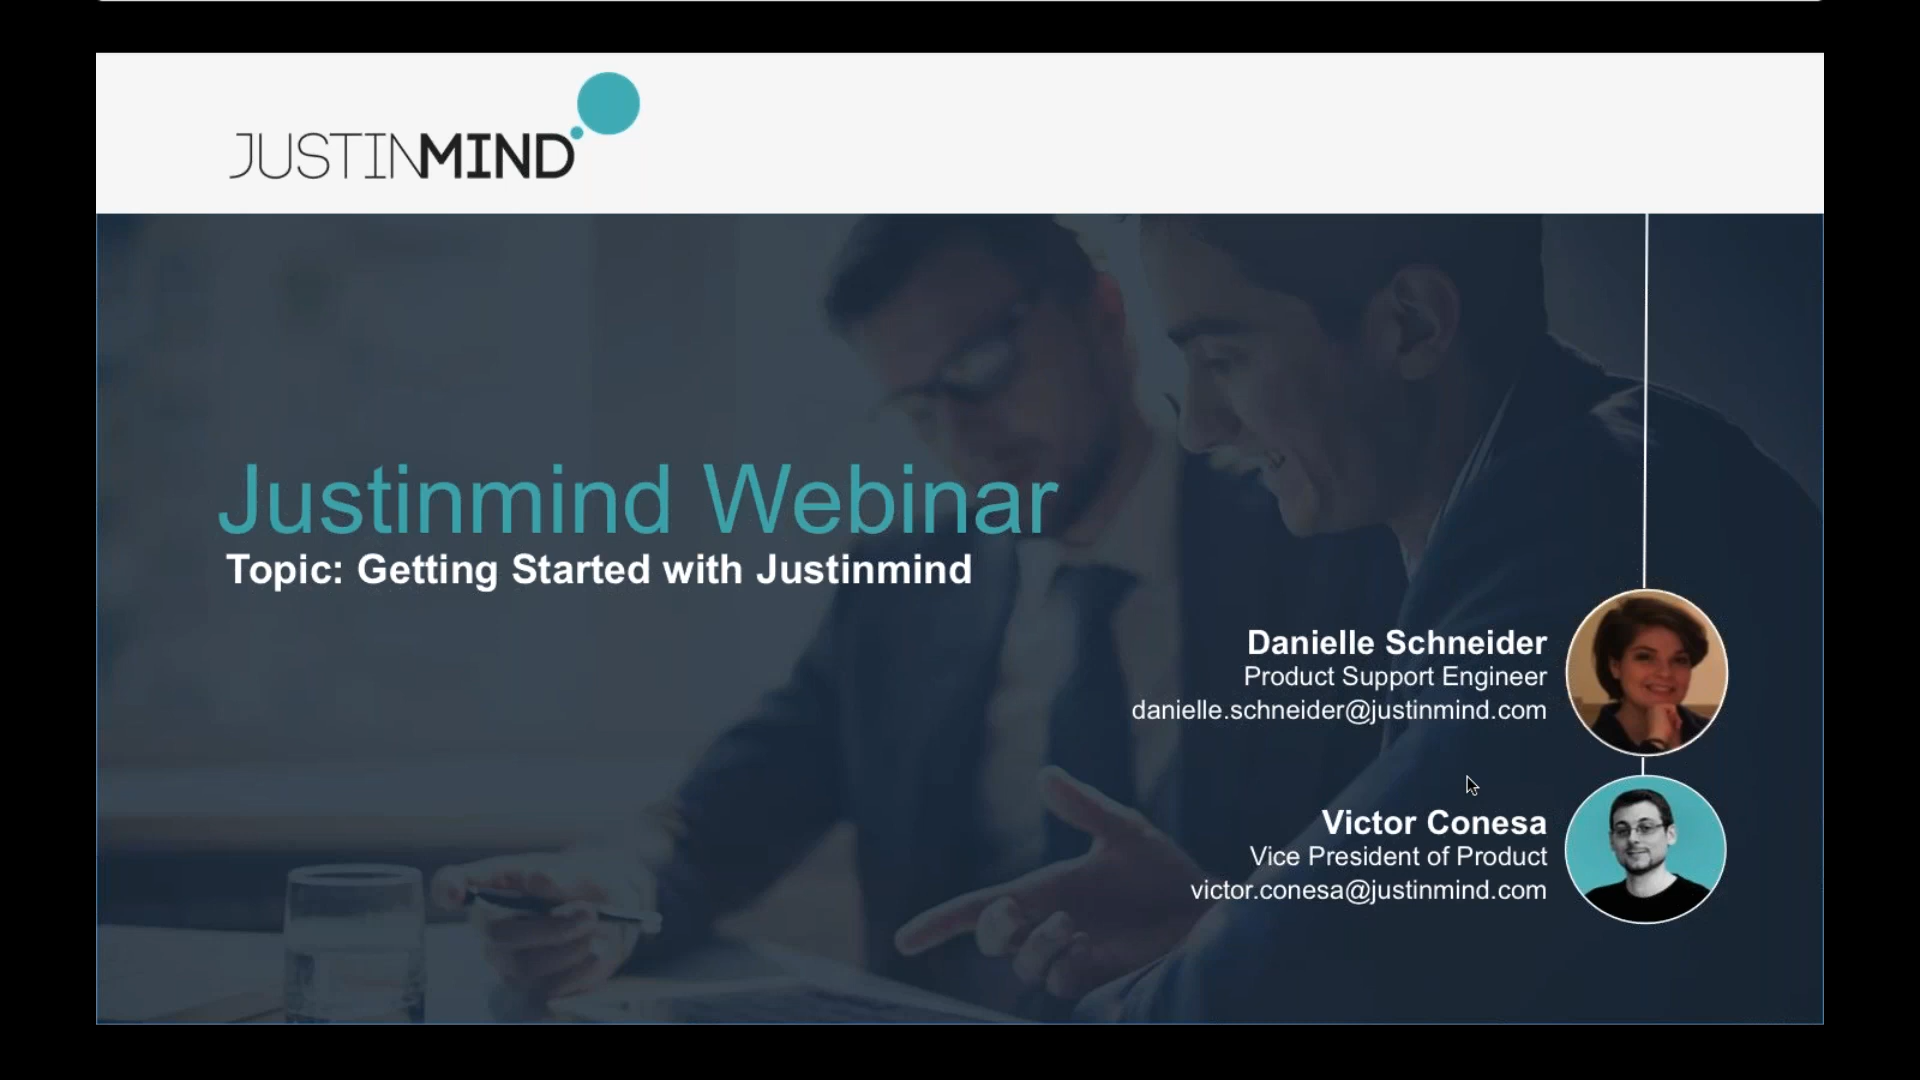 JUSTINMIND
Justinmind Webinar
Topic: Getting Started with Justinmind
Danielle Schneider
Product Support Engineer
danielle.schneider@justinmind.com
Victor Conesa
Vice President of Product
victor.conesa@justinmind.com